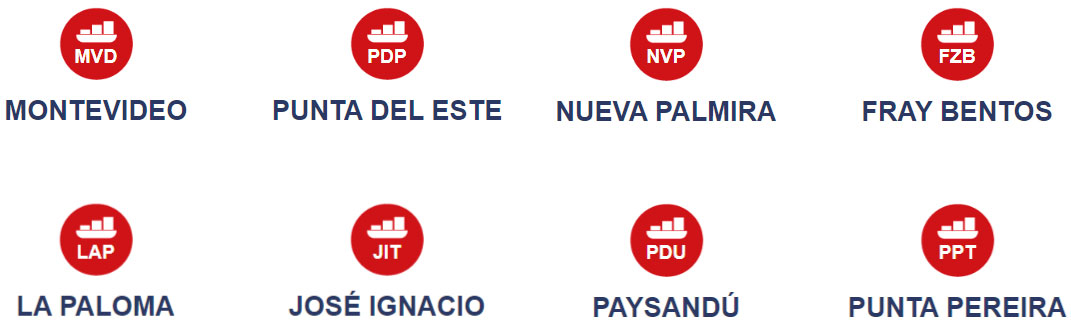 MVD
MONTEVIDEO
PDP
PUNTA DEL ESTE
NVP
NUEVA PALMIRA
FZB
FRAY BENTOS
LAP
LA PALOMA
JIT
JOSÉ IGNACIO
PDU
PAYSANDÚ
PPT
PUNTA PEREIRA